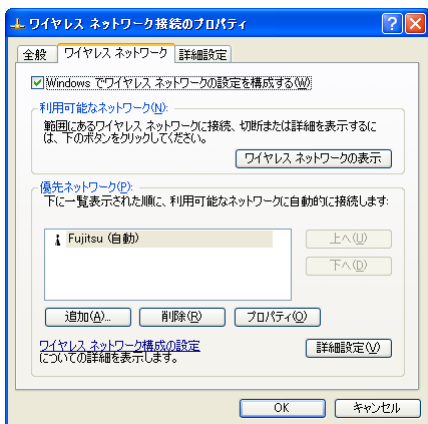 ワイヤレス ネットワーク接続のプロパティ
全般 ワイヤレス ネットワーク 詳細設定
Windows でワイヤレス ネットワークの設定を構成する(W)
利用可能なネットワーク(N):
範囲にあるワイヤレス ネットワークに接続、切断または詳細を表示するに
は、下のボタンをクリックしてください。
ワイヤレス ネットワークの表示
優先ネットワーク(P):
下に一覧表示された順に、利用可能なネットワークに自動的に接続します:
Fujitsu (自動)
上へ(U)
下へ(D)
追加(A)... 削除(R) プロパティ(O)
ワイヤレス ネットワーク構成の設定
についての詳細を表示します。
詳細設定(V)
OK キャンセル